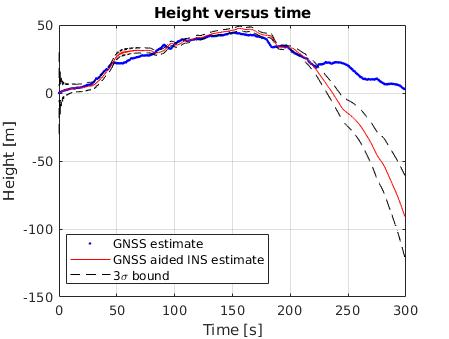 Height versus time
Height [m]
50
0
-50
-100
-150
GNSS estimate
GNSS aided INS estimate
3σ bound
0 50 100 150 200 250 300
Time [s]